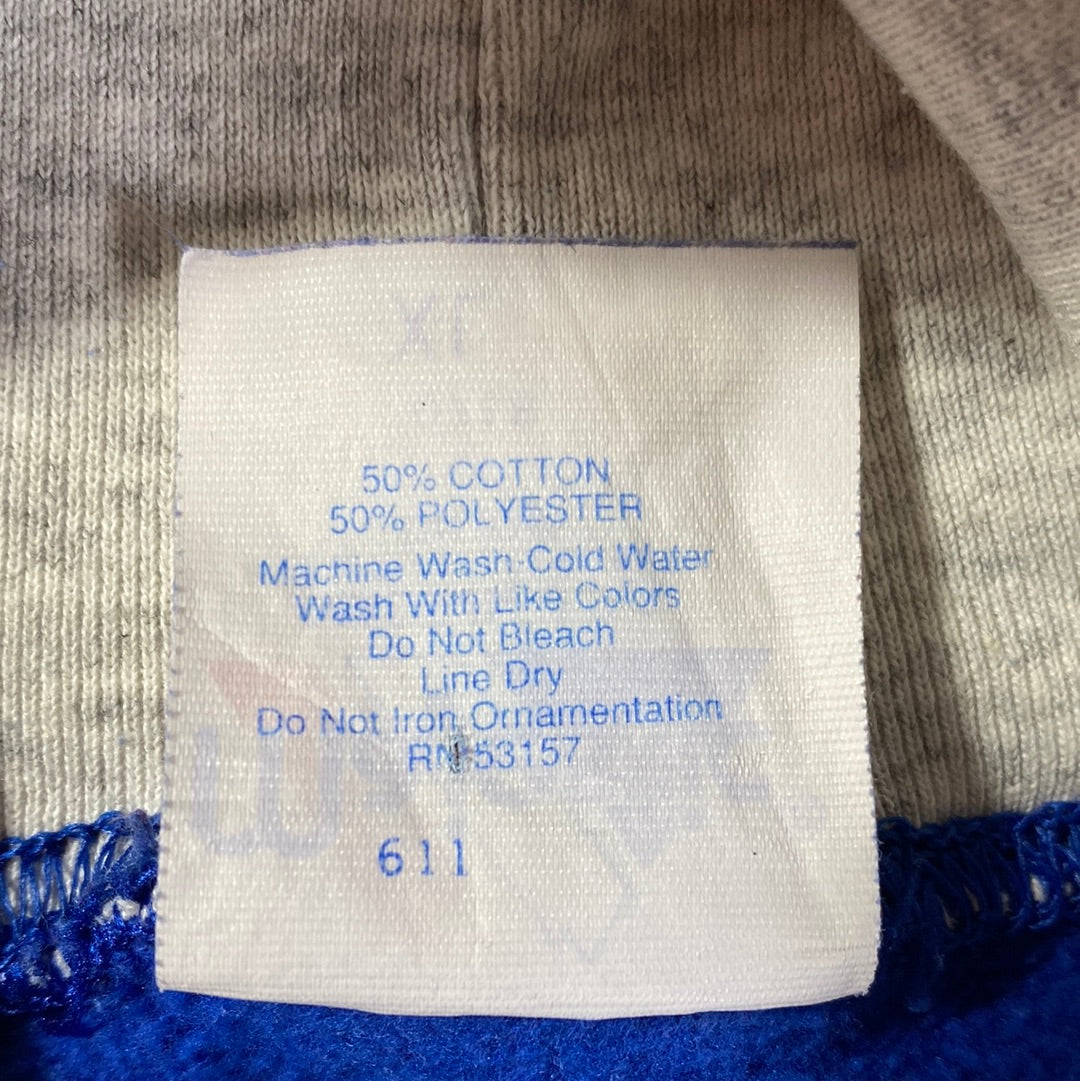 50% COTTON
50% POLYESTER
Machine Wash Cold Water
Wash With Like Colors
Do Not Bleach
Line Dry
Do Not Iron Ornamentation
RN 53157
611